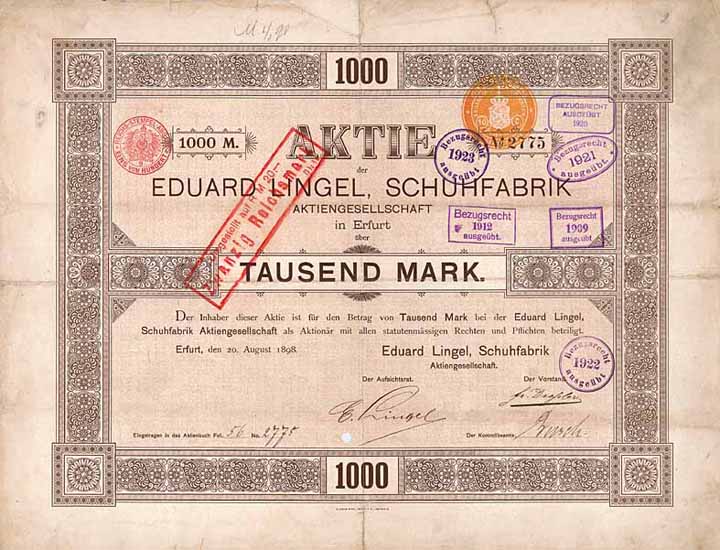 1000
1000 M.
AKTIE
№ 2775
BEZUGSRECHT
AUSGEÜBT
1920
Bezugsrecht
1923
ausgeübt
Bezugsrecht
1921
ausgeübt
der
EDUARD LINGEL, SCHUHFABRIK
AKTIENGESELLSCHAFT
in Erfurt
über
gestellt auf R.M. 20.—
zwanzig Reichsmark
Bezugsrecht
1912
ausgeübt.
Bezugsrecht
1909
ausgeübt
TAUSEND MARK.
Der Inhaber dieser Aktie ist für den Betrag von Tausend Mark bei der Eduard Lingel,
Schuhfabrik Aktiengesellschaft als Aktionär mit allen statutenmässigen Rechten und Pflichten beteiligt.
Erfurt, den 20. August 1898.
Eduard Lingel, Schuhfabrik
Aktiengesellschaft.
Bezugsrecht
1922
ausgeübt
Der Aufsichtsrat.
Der Vorstand.
E. Lingel
Eingetragen in das Aktienbuch Fol. 56 No. 2775
Der Kontrollbeamte.
1000